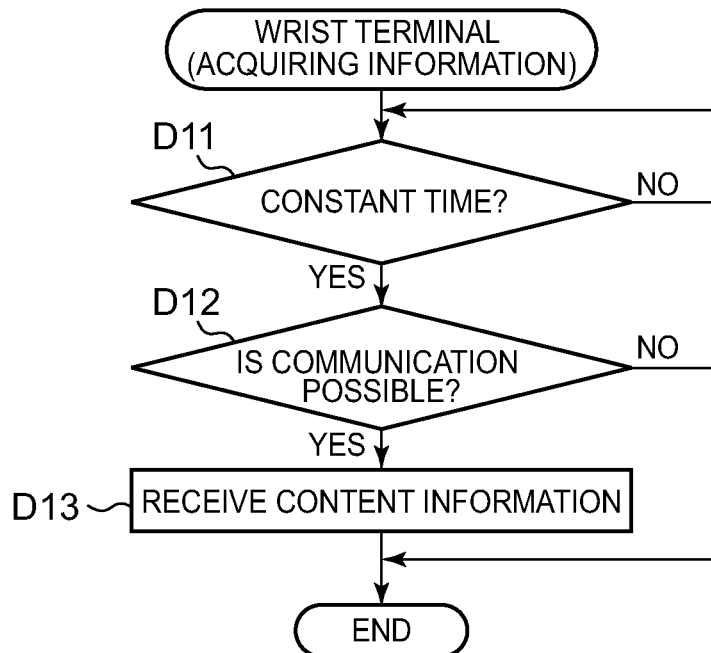 WRIST TERMINAL
(ACQUIRING INFORMATION)
D11
CONSTANT TIME?
NO
YES
D12
IS COMMUNICATION
POSSIBLE?
NO
YES
D13
RECEIVE CONTENT INFORMATION
END